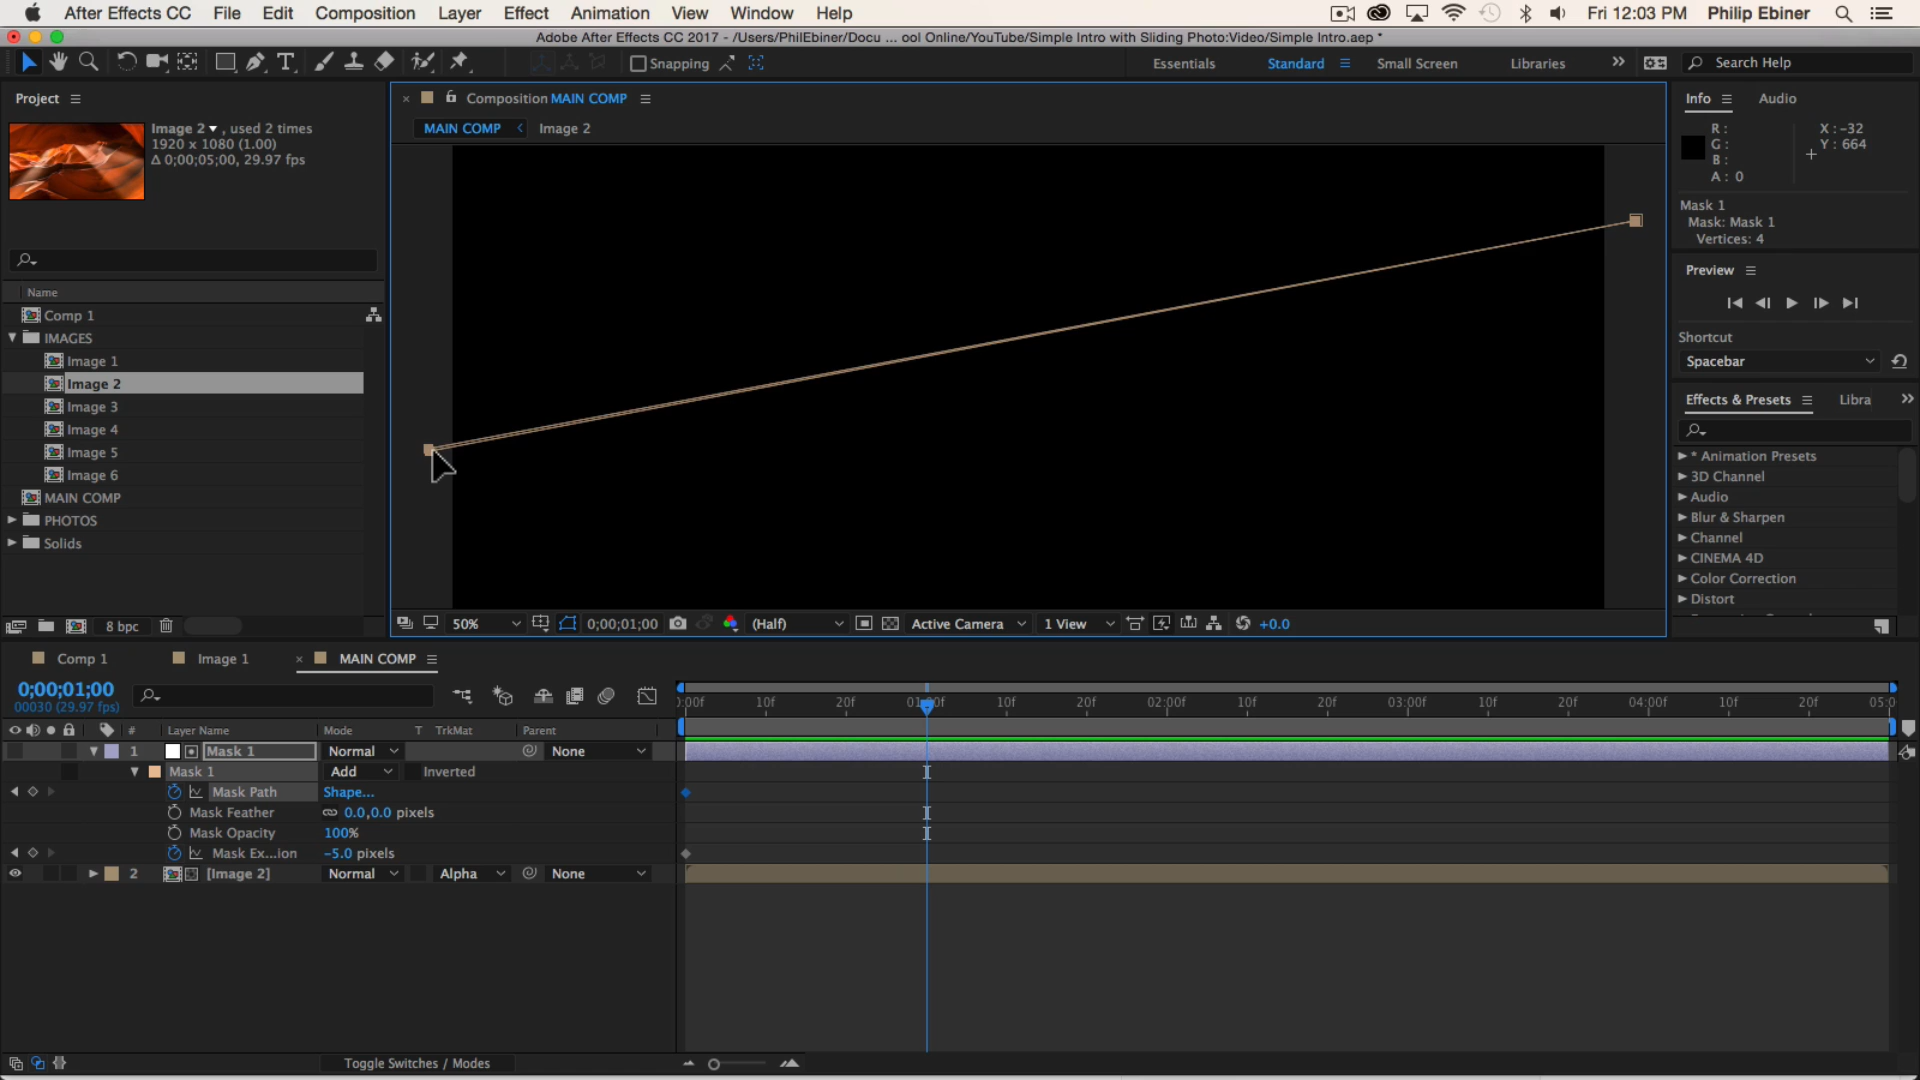 After Effects CC File Edit Composition Layer Effect Animation View Window Help Fri 12:03 PM Philip Ebiner
Adobe After Effects CC 2017 - /Users/PhilEbiner/Docu ... ool Online/YouTube/Simple Intro with Sliding Photo:Video/Simple Intro.aep *
Snapping Essentials Standard Small Screen Libraries Search Help
Project
Image 2 , used 2 times
1920 x 1080 (1.00)
Δ 0;00;05;00, 29.97 fps
Name
Comp 1
IMAGES
Image 1
Image 2
Image 3
Image 4
Image 5
Image 6
MAIN COMP
PHOTOS
Solids
8 bpc
Composition MAIN COMP
MAIN COMP Image 2
50% 0;00;01;00 (Half) Active Camera 1 View +0.0
Info Audio
R :
G :
B :
A : 0
X : -32
Y : 664
Mask 1
Mask: Mask 1
Vertices: 4
Preview
Shortcut
Spacebar
Effects & Presets Libra
* Animation Presets
3D Channel
Audio
Blur & Sharpen
Channel
CINEMA 4D
Color Correction
Distort
Comp 1 Image 1 MAIN COMP
0;00;01;00
00030 (29.97 fps)
):00f 10f 20f 01:00f 10f 20f 02:00f 10f 20f 03:00f 10f 20f 04:00f 10f 20f 05:0
# Layer Name Mode T TrkMat Parent
1 Mask 1 Normal None
Mask 1 Add Inverted
Mask Path Shape...
Mask Feather 0.0,0.0 pixels
Mask Opacity 100%
Mask Ex...ion -5.0 pixels
2 [Image 2] Normal Alpha None
Toggle Switches / Modes